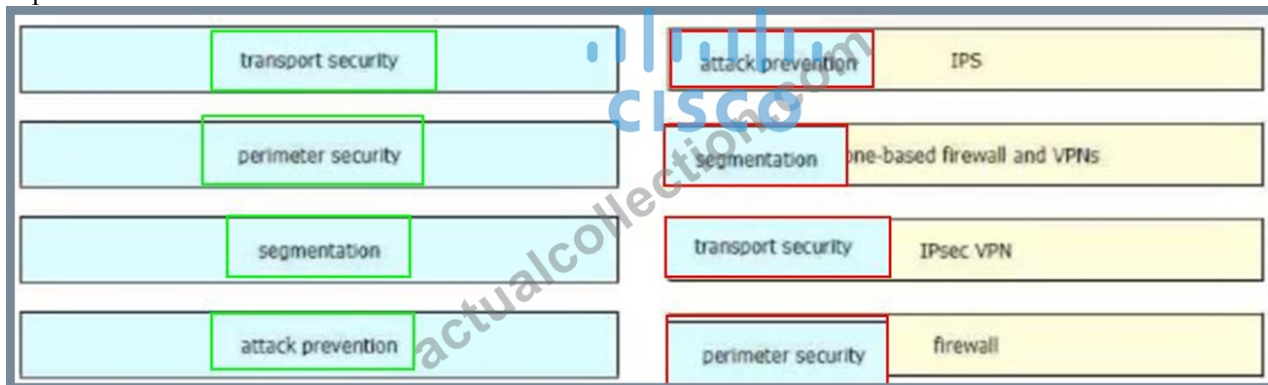 transport security
perimeter security
segmentation
attack prevention
attack prevention IPS
segmentation one-based firewall and VPNs
transport security IPsec VPN
perimeter security firewall
CISCO
actualcollection.com